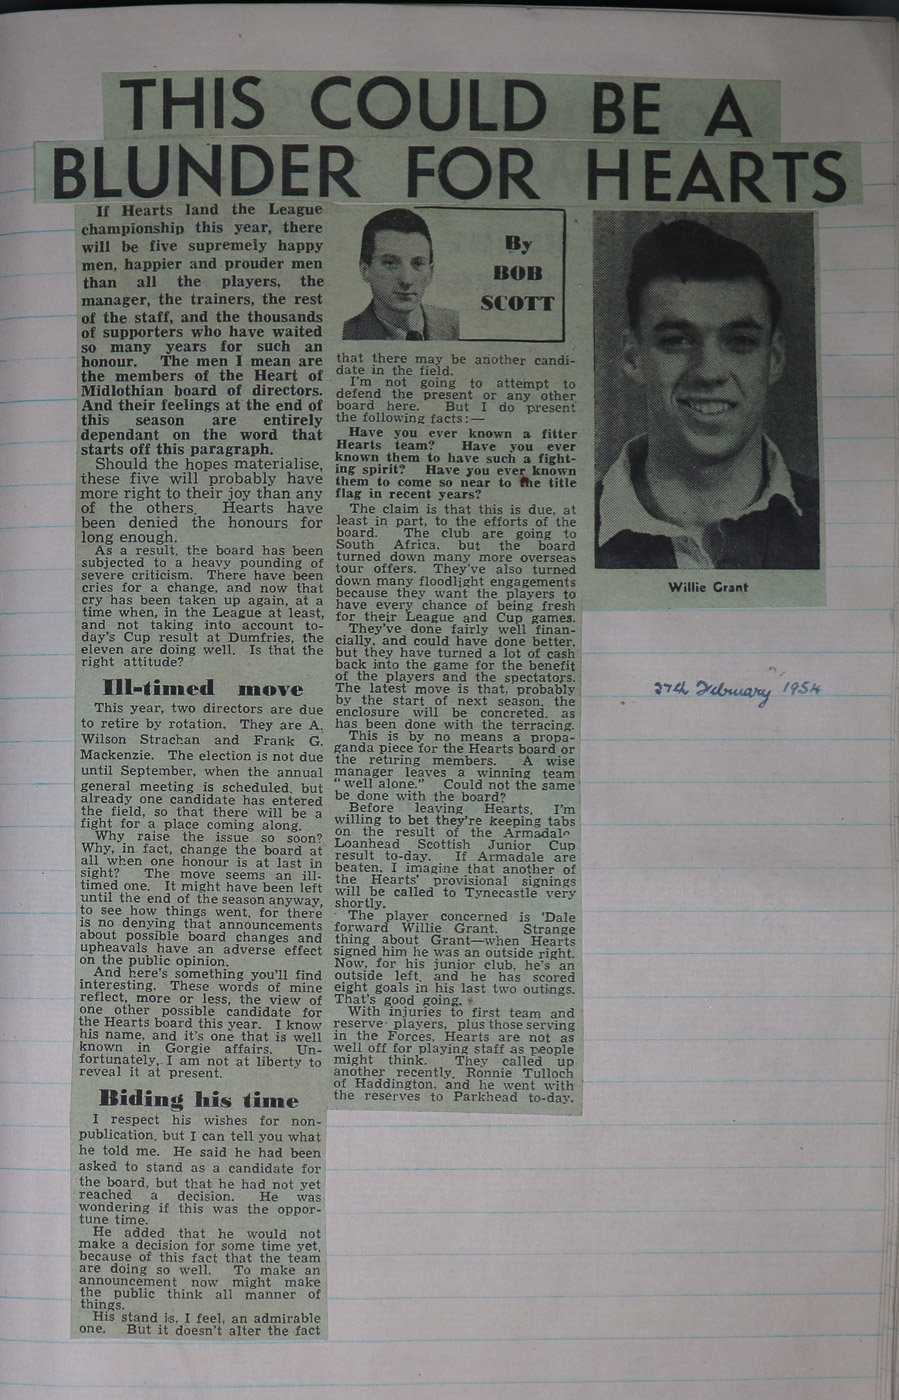 THIS COULD BE A
BLUNDER FOR HEARTS
If Hearts land the League
championship this year, there
will be five supremely happy
men, happier and prouder men
than all the players, the
manager, the trainers, the rest
of the staff, and the thousands
of supporters who have waited
so many years for such an
honour. The men I mean are
the members of the Heart of
Midlothian board of directors.
And their feelings at the end of
this season are entirely
dependant on the word that
starts off this paragraph.
Should the hopes materialise,
these five will probably have
more right to their joy than any
of the others. Hearts have
been denied the honours for
long enough.
As a result, the board has been
subjected to a heavy pounding of
severe criticism. There have been
cries for a change, and now that
cry has been taken up again, at a
time when, in the League at least,
and not taking into account to-
day's Cup result at Dumfries, the
eleven are doing well. Is that the
right attitude?
Ill-timed move
This year, two directors are due
to retire by rotation. They are A.
Wilson Strachan and Frank G.
Mackenzie. The election is not due
until September, when the annual
general meeting is scheduled, but
already one candidate has entered
the field, so that there will be a
fight for a place coming along.
Why raise the issue so soon?
Why, in fact, change the board at
all when one honour is at last in
sight? The move seems an ill-
timed one. It might have been left
until the end of the season anyway,
to see how things went, for there
is no denying that announcements
about possible board changes and
upheavals have an adverse effect
on the public opinion.
And here's something you'll find
interesting. These words of mine
reflect, more or less, the view of
one other possible candidate for
the Hearts board this year. I know
his name, and it's one that is well
known in Gorgie affairs. Un-
fortunately, I am not at liberty to
reveal it at present.
Biding his time
I respect his wishes for non-
publication, but I can tell you what
he told me. He said he had been
asked to stand as a candidate for
the board, but that he had not yet
reached a decision. He was
wondering if this was the oppor-
tune time.
He added that he would not
make a decision for some time yet,
because of this fact that the team
are doing so well. To make an
announcement now might make
the public think all manner of
things.
His stand is, I feel, an admirable
one. But it doesn't alter the fact
By
BOB
SCOTT
that there may be another candi-
date in the field.
I'm not going to attempt to
defend the present or any other
board here. But I do present
the following facts:—
Have you ever known a fitter
Hearts team? Have you ever
known them to have such a fight-
ing spirit? Have you ever known
them to come so near to the title
flag in recent years?
The claim is that this is due, at
least in part, to the efforts of the
board. The club are going to
South Africa, but the board
turned down many more overseas
tour offers. They've also turned
down many floodlight engagements
because they want the players to
have every chance of being fresh
for their League and Cup games.
They've done fairly well finan-
cially, and could have done better,
but they have turned a lot of cash
back into the game for the benefit
of the players and the spectators.
The latest move is that, probably
by the start of next season, the
enclosure will be concreted, as
has been done with the terracing.
This is by no means a propa-
ganda piece for the Hearts board or
the retiring members. A wise
manager leaves a winning team
"well alone." Could not the same
be done with the board?
Before leaving Hearts, I'm
willing to bet they're keeping tabs
on the result of the Armadale
Loanhead Scottish Junior Cup
result to-day. If Armadale are
beaten, I imagine that another of
the Hearts' provisional signings
will be called to Tynecastle very
shortly.
The player concerned is 'Dale
forward Willie Grant. Strange
thing about Grant—when Hearts
signed him he was an outside right.
Now, for his junior club, he's an
outside left, and he has scored
eight goals in his last two outings.
That's good going.
With injuries to first team and
reserve players, plus those serving
in the Forces, Hearts are not as
well off for playing staff as people
might think. They called up
another recently, Ronnie Tulloch
of Haddington, and he went with
the reserves to Parkhead to-day.
Willie Grant
27th February 1954